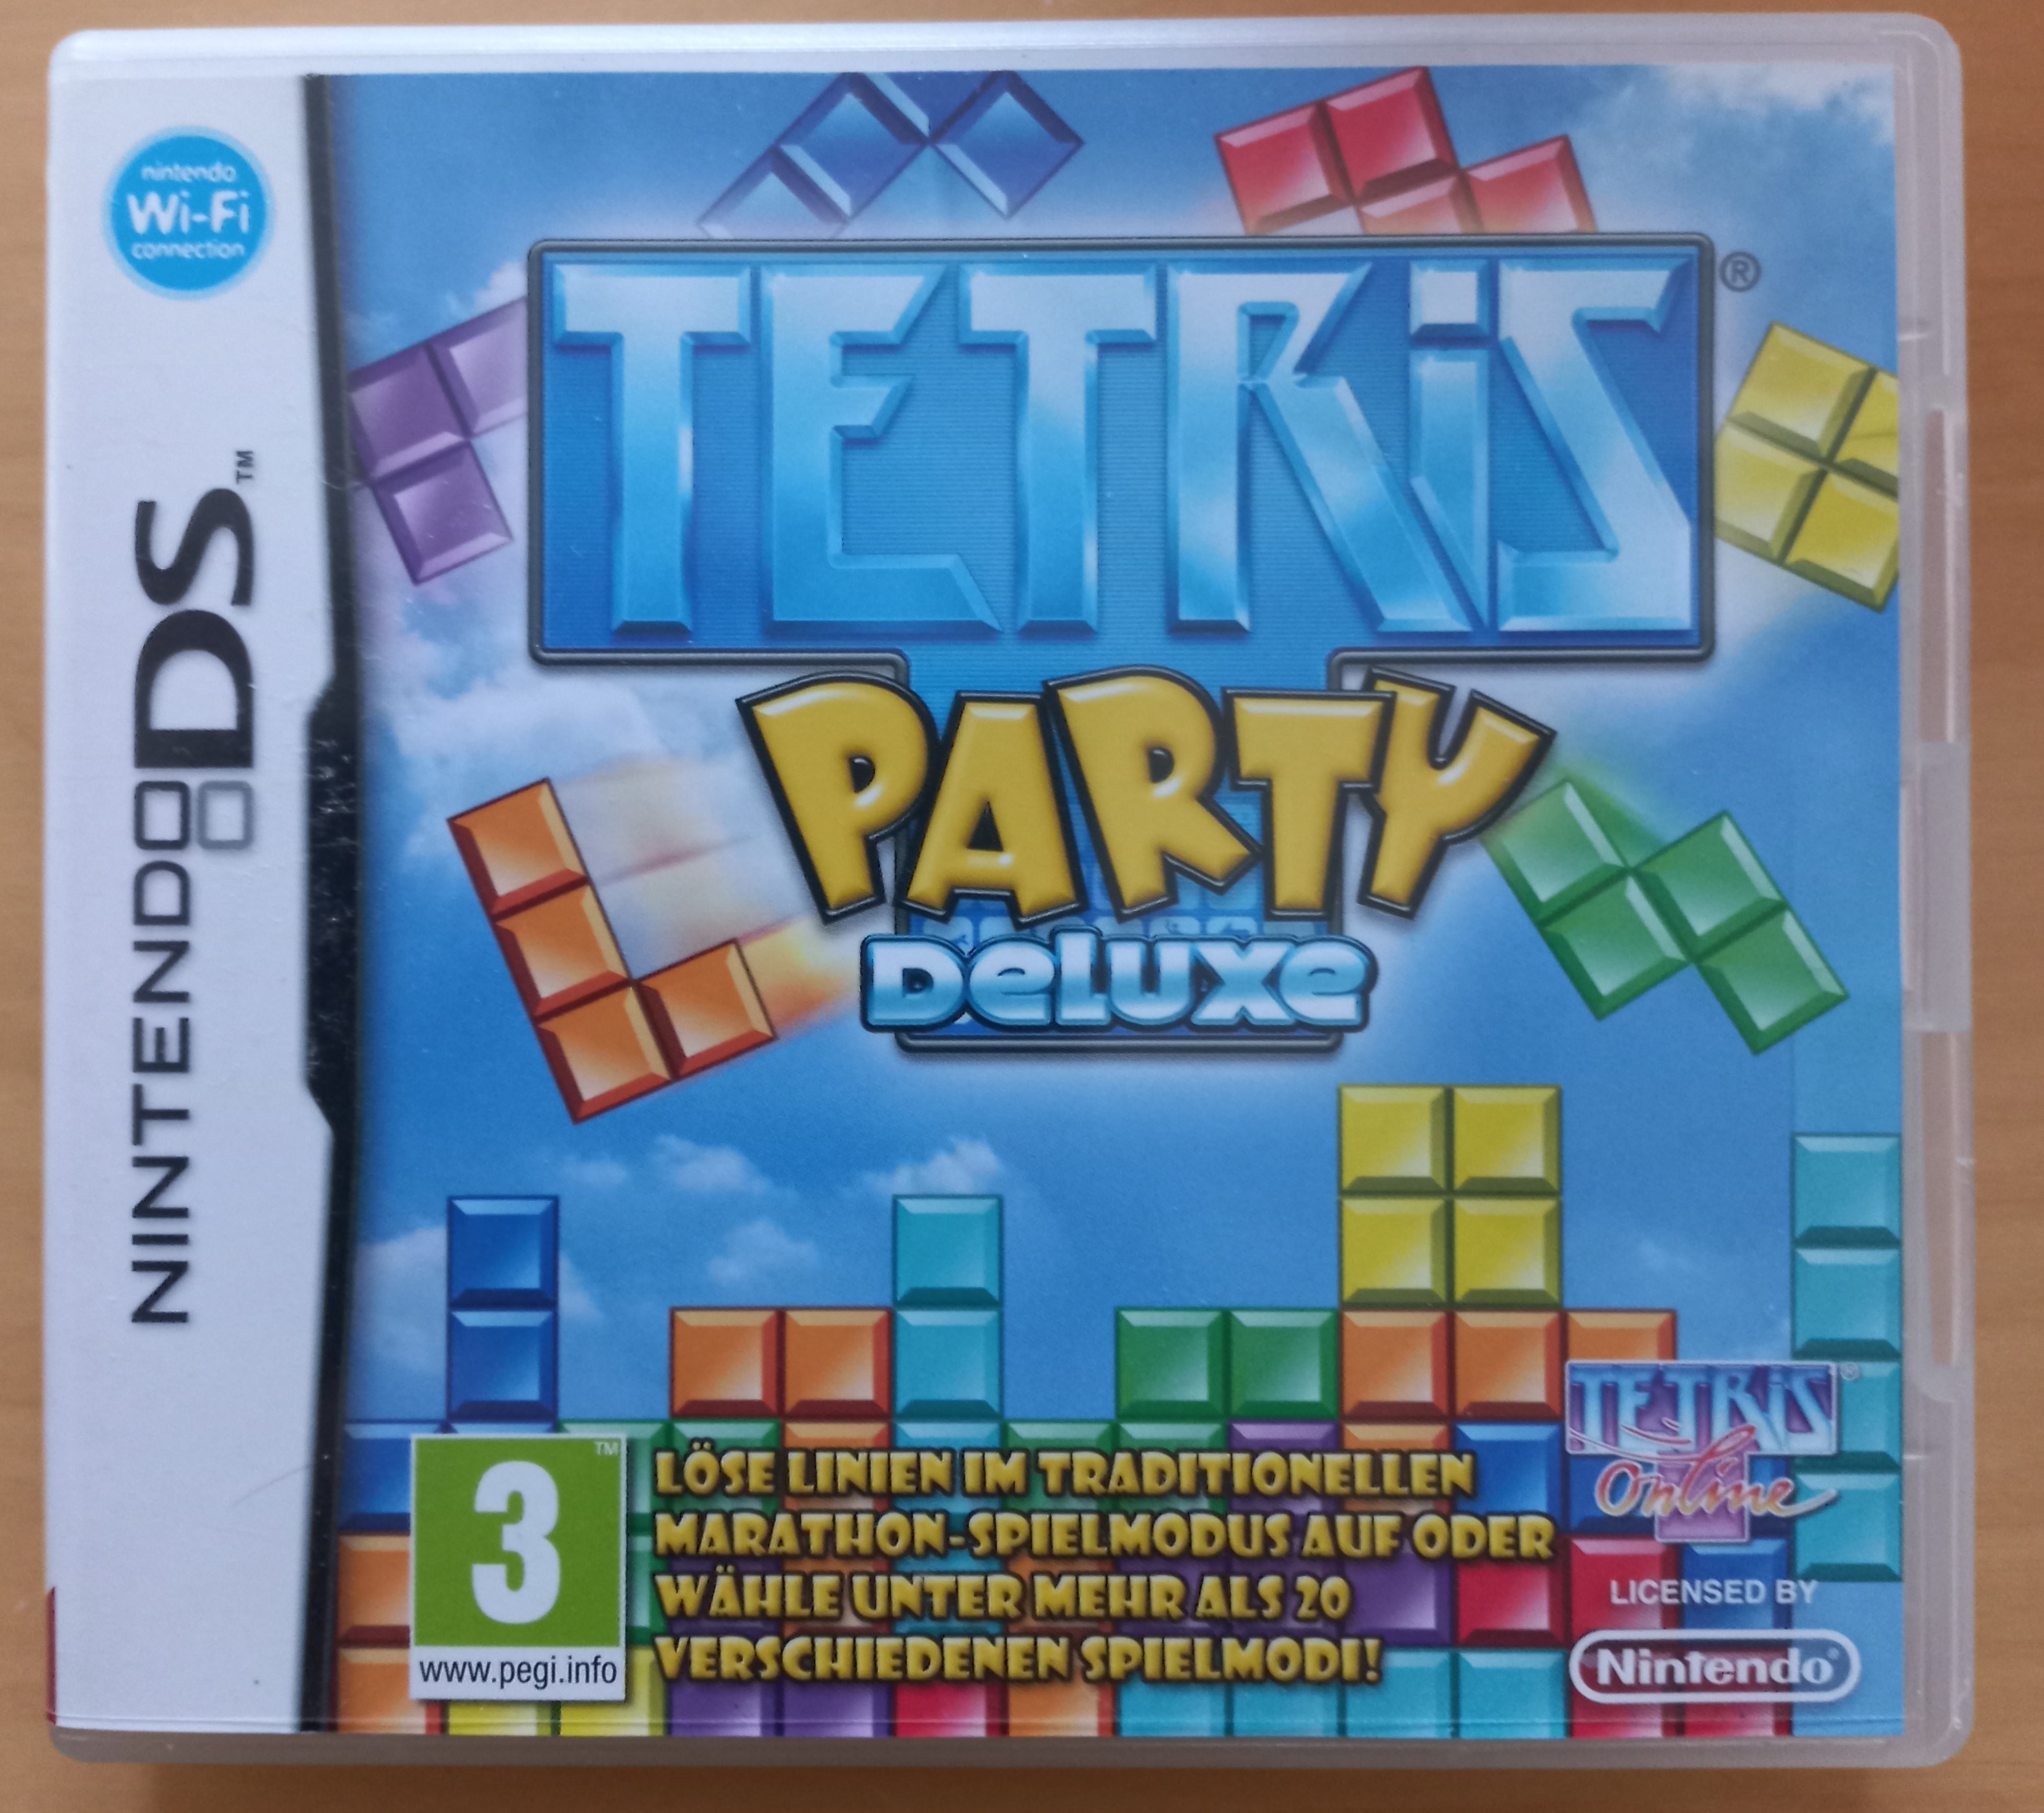 nintendo
Wi-Fi
connection
NINTENDO DS™
TETRiS®
PARTY
DeLUXe
3™
www.pegi.info
LÖSE LINIEN IM TRADITIONELLEN
MARATHON-SPIELMODUS AUF ODER
WÄHLE UNTER MEHR ALS 20
VERSCHIEDENEN SPIELMODI!
TETRiS®
Online
LICENSED BY
Nintendo®